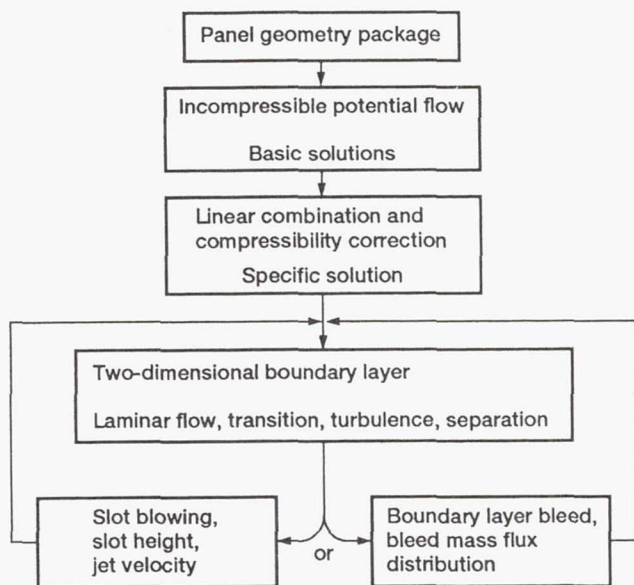 Panel geometry package
Incompressible potential flow
Basic solutions
Linear combination and
compressibility correction
Specific solution
Two-dimensional boundary layer
Laminar flow, transition, turbulence, separation
Slot blowing,
slot height,
jet velocity
or
Boundary layer bleed,
bleed mass flux
distribution